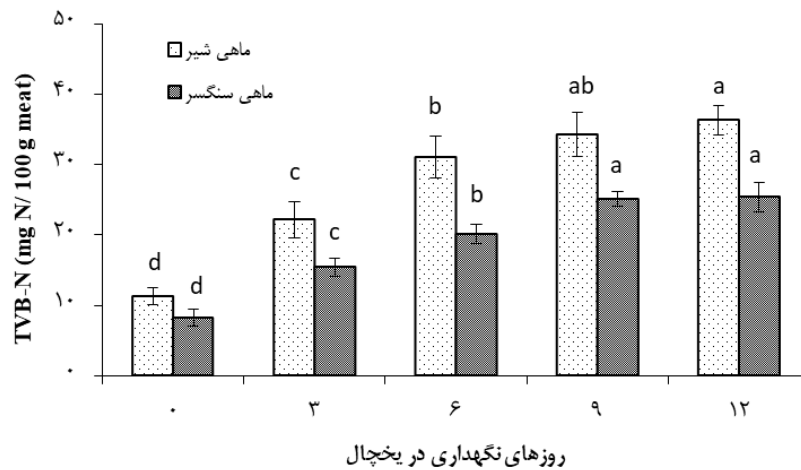 TVB-N (mg N/ 100 g meat)
۵۰
۴۰
۳۰
۲۰
۱۰
۰
ماهی شیر
ماهی سنگسر
d d
c c
b b
ab a
a a
۰ ۳ ۶ ۹ ۱۲
روزهای نگهداری در یخچال